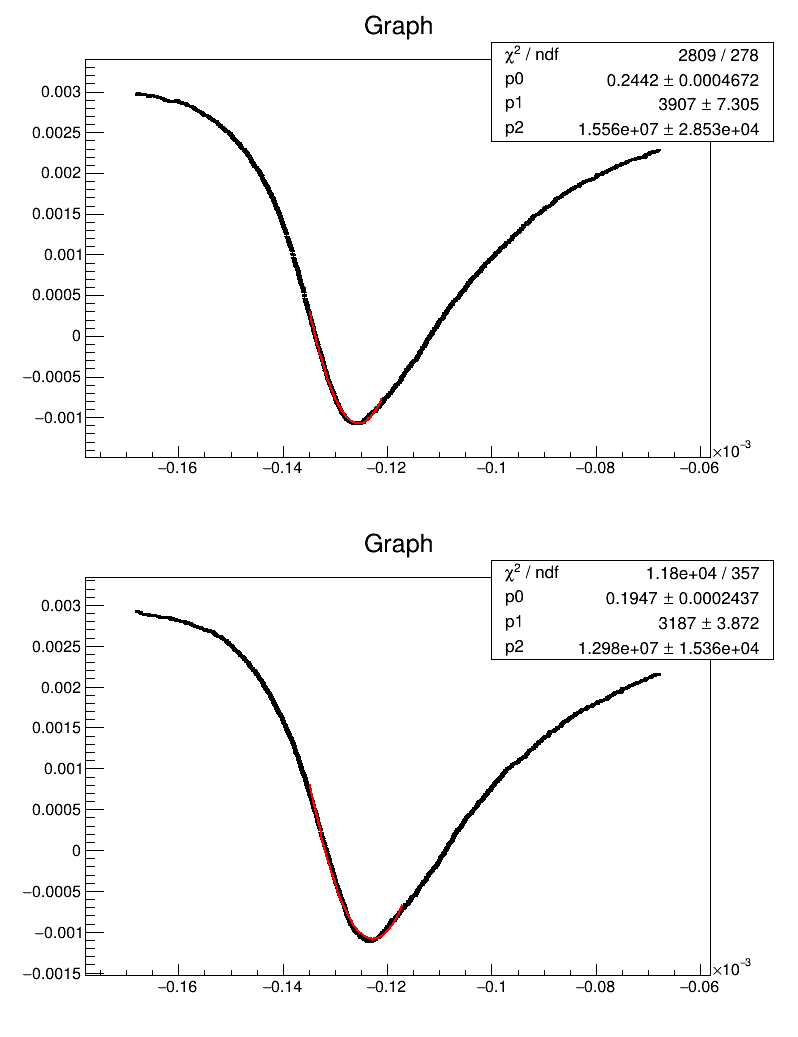 Graph
χ² / ndf 2809 / 278
p0 0.2442 ± 0.0004672
p1 3907 ± 7.305
p2 1.556e+07 ± 2.853e+04
0.003
0.0025
0.002
0.0015
0.001
0.0005
0
−0.0005
−0.001
−0.16 −0.14 −0.12 −0.1 −0.08 −0.06
×10⁻³
Graph
χ² / ndf 1.18e+04 / 357
p0 0.1947 ± 0.0002437
p1 3187 ± 3.872
p2 1.298e+07 ± 1.536e+04
0.003
0.0025
0.002
0.0015
0.001
0.0005
0
−0.0005
−0.001
−0.0015
−0.16 −0.14 −0.12 −0.1 −0.08 −0.06
×10⁻³